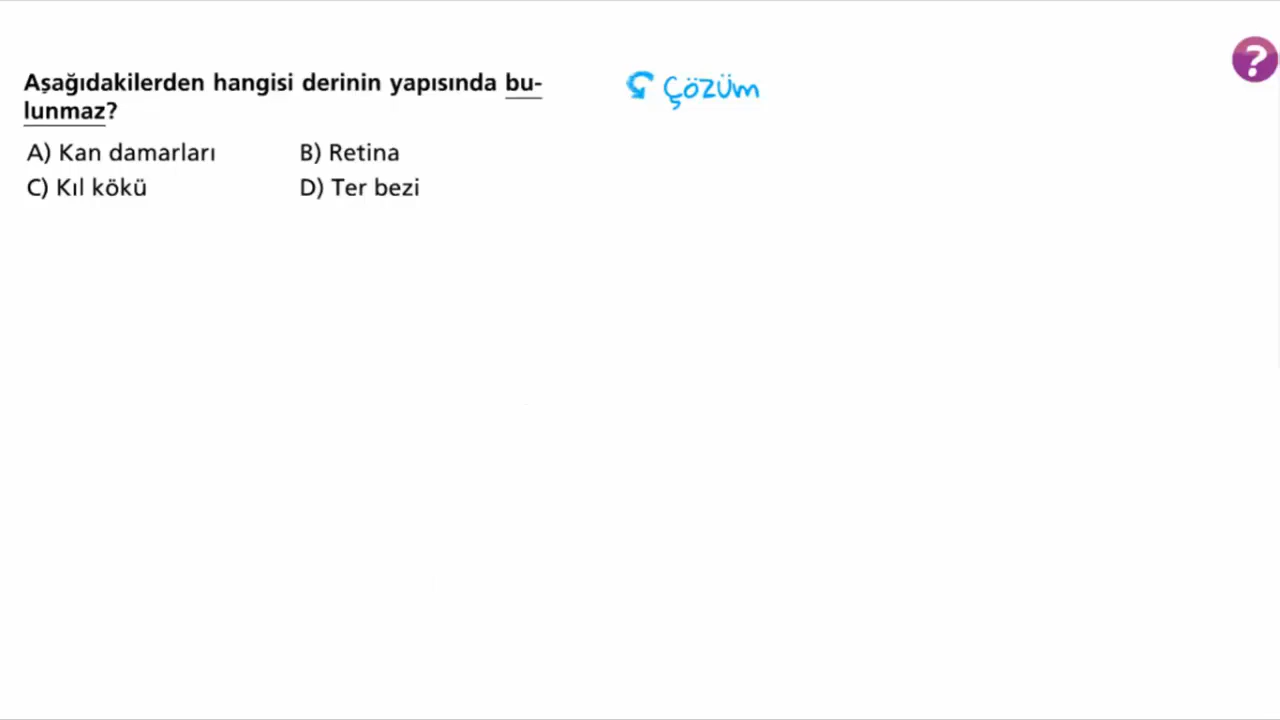 Aşağıdakilerden hangisi derinin yapısında bu-
lunmaz?
A) Kan damarları B) Retina
C) Kıl kökü D) Ter bezi
Çözüm
?